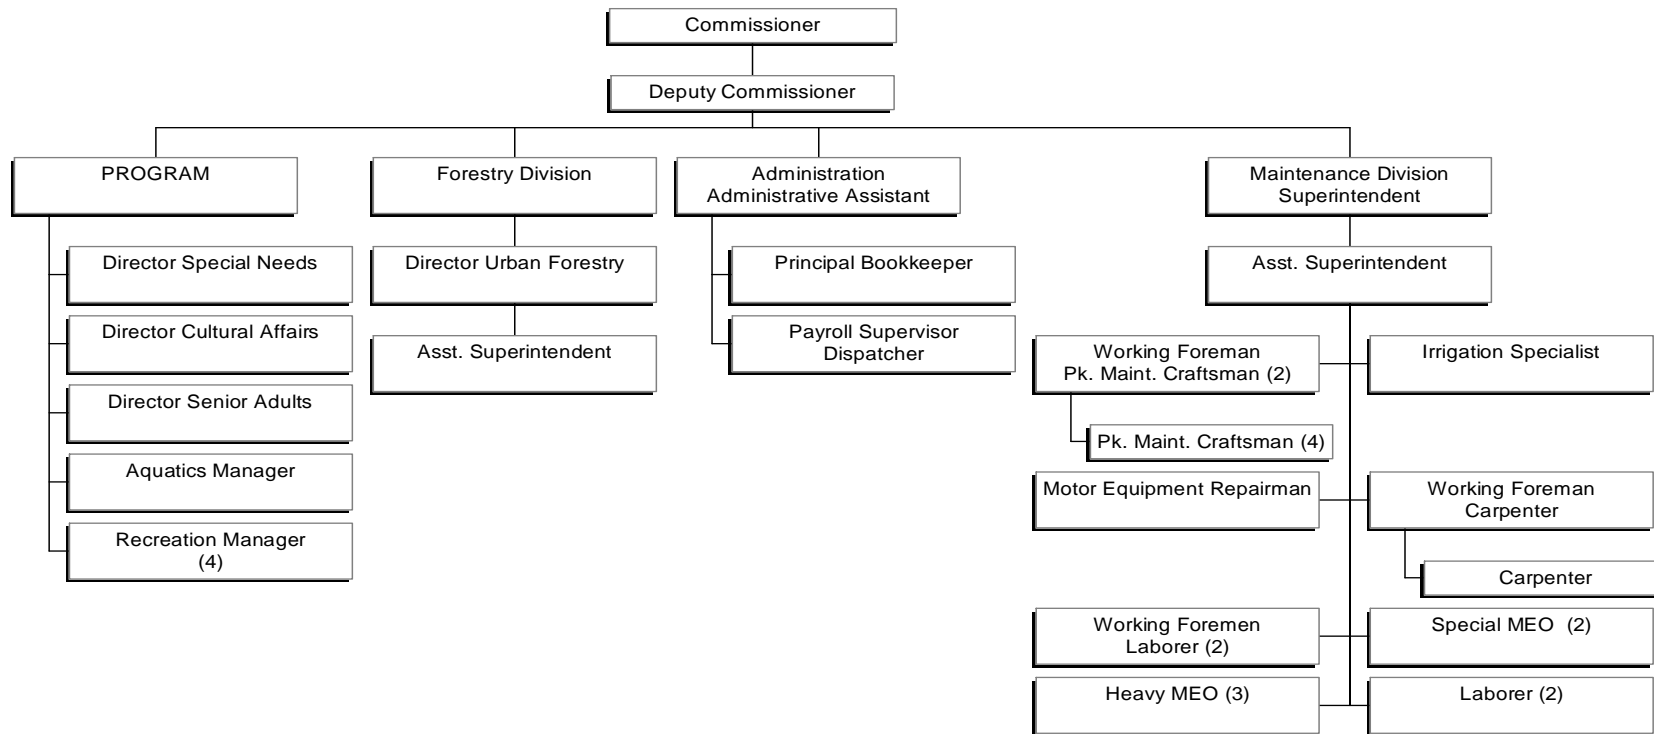 Commissioner
Deputy Commissioner
PROGRAM
Forestry Division
Administration
Administrative Assistant
Maintenance Division
Superintendent
Director Special Needs
Director Urban Forestry
Principal Bookkeeper
Asst. Superintendent
Director Cultural Affairs
Asst. Superintendent
Payroll Supervisor
Dispatcher
Working Foreman
Pk. Maint. Craftsman (2)
Irrigation Specialist
Director Senior Adults
Pk. Maint. Craftsman (4)
Aquatics Manager
Motor Equipment Repairman
Working Foreman
Carpenter
Recreation Manager
(4)
Carpenter
Working Foremen
Laborer (2)
Special MEO (2)
Heavy MEO (3)
Laborer (2)